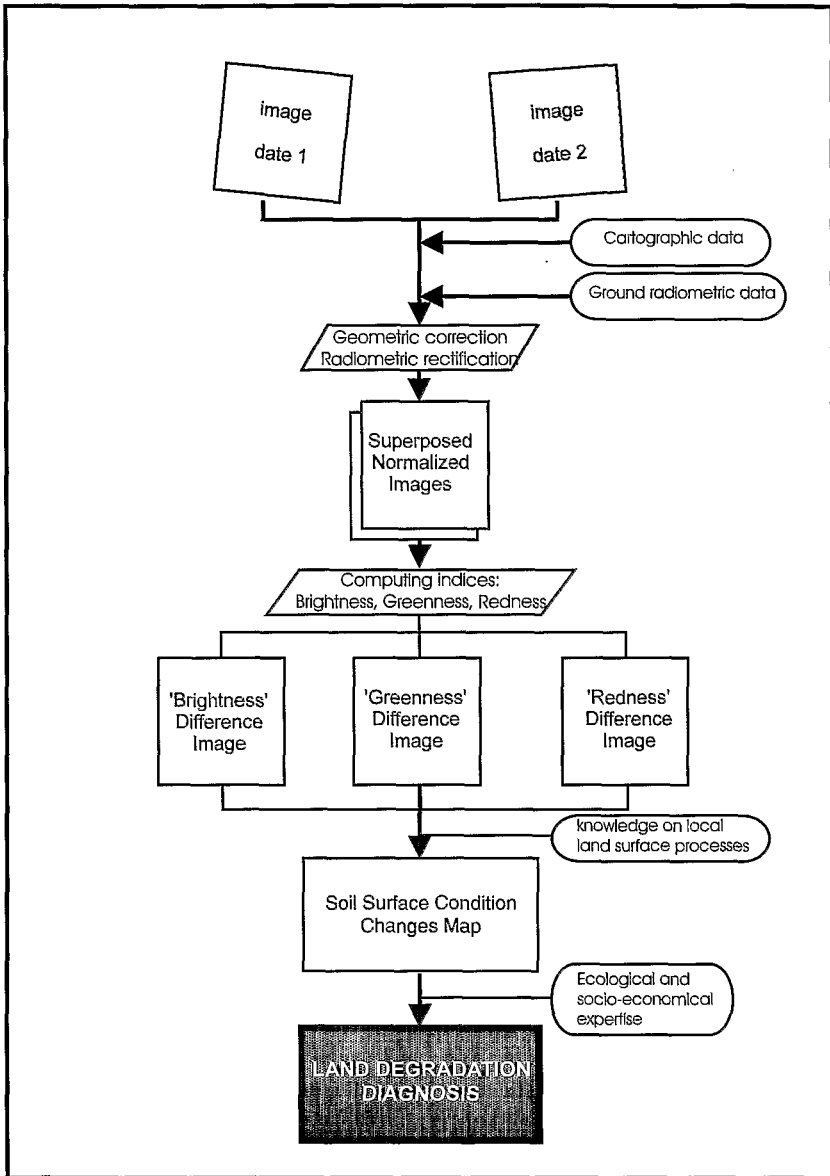 image
date 1
image
date 2
Cartographic data
Ground radiometric data
Geometric correction
Radiometric rectification
Superposed
Normalized
Images
Computing indices:
Brightness, Greenness, Redness
'Brightness'
Difference
Image
'Greenness'
Difference
Image
'Redness'
Difference
Image
knowledge on local
land surface processes
Soil Surface Condition
Changes Map
Ecological and
socio-economical
expertise
LAND DEGRADATION
DIAGNOSIS